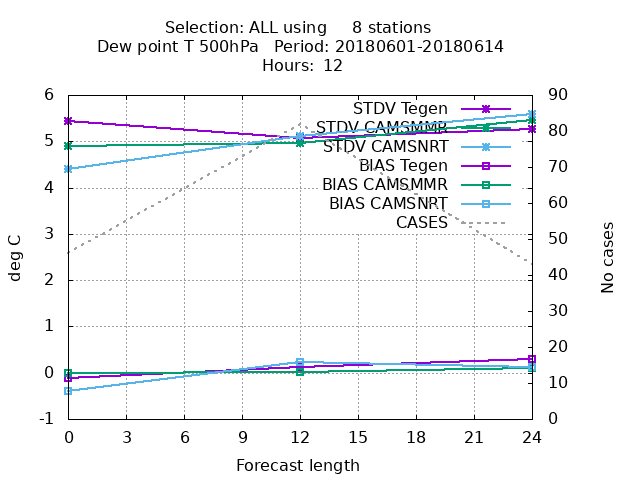 Selection: ALL using     8 stations
Dew point T 500hPa   Period: 20180601-20180614
Hours:  12
6
5
4
3
2
1
0
-1
90
80
70
60
50
40
30
20
10
0
STDV Tegen
STDV CAMSMMR
STDV CAMSNRT
BIAS Tegen
BIAS CAMSMMR
BIAS CAMSNRT
CASES
deg C
No cases
0 3 6 9 12 15 18 21 24
Forecast length